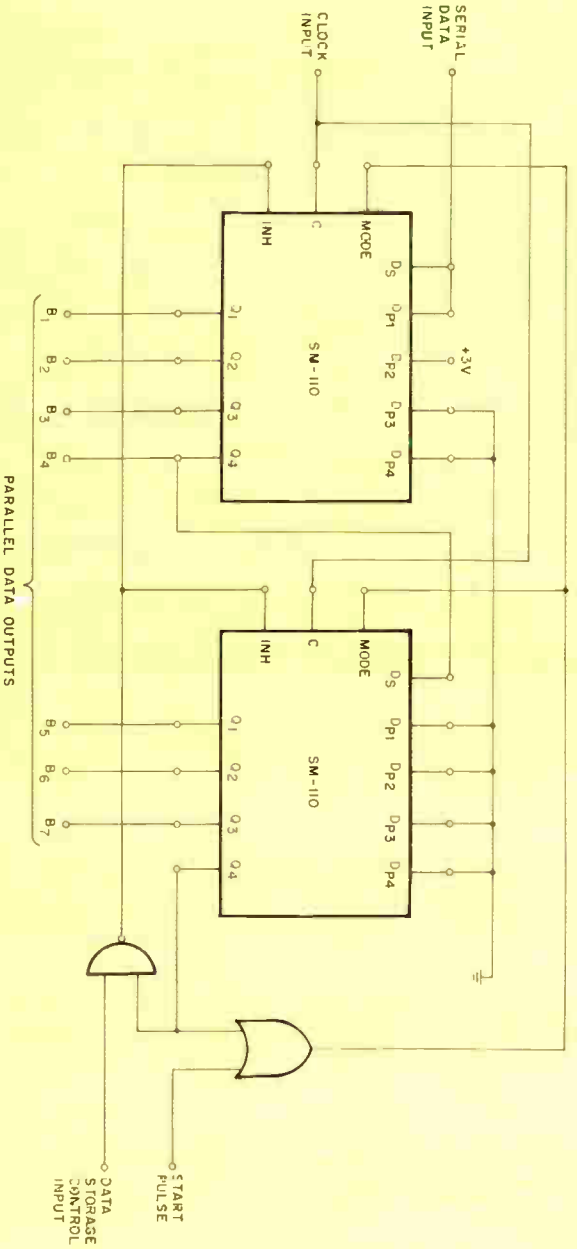 SERIAL
DATA
INPUT
CLOCK
INPUT
+3V
DS
DP1
DP2
DP3
DP4
MODE
C
INH
SM-110
Q1
Q2
Q3
Q4
DS
DP1
DP2
DP3
DP4
MODE
C
INH
SM-110
Q1
Q2
Q3
Q4
B1
B2
B3
B4
B5
B6
B7
PARALLEL DATA OUTPUTS
START
PULSE
DATA
STORAGE
CONTROL
INPUT